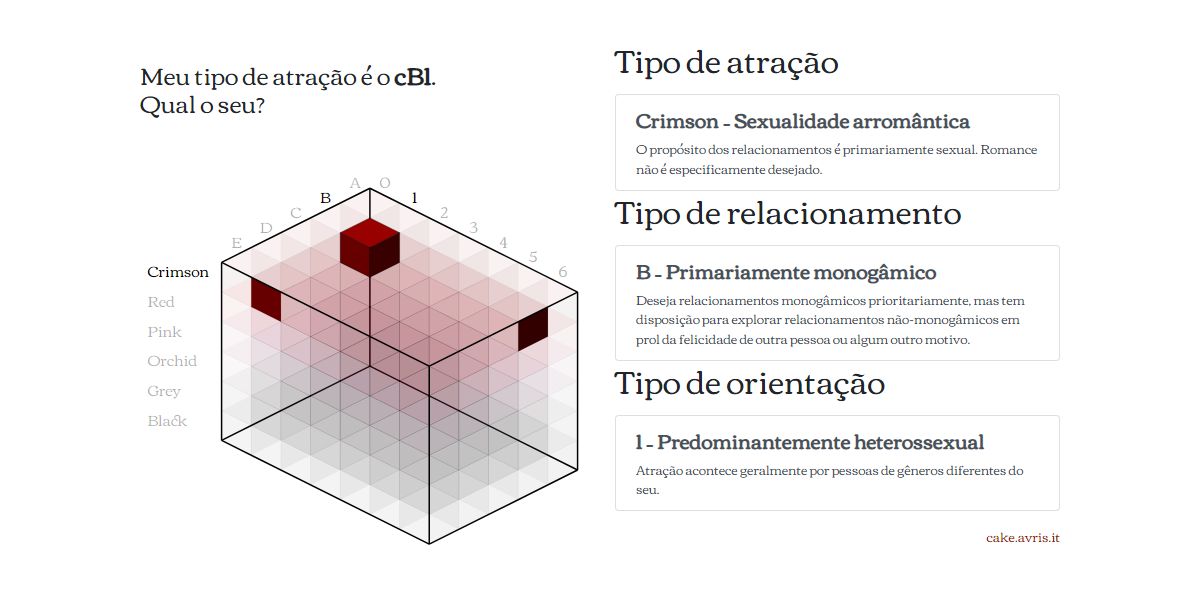 Meu tipo de atração é o cB1.
Qual o seu?
A O
B 1
C 2
D 3
E 4
5
6
Crimson
Red
Pink
Orchid
Grey
Black
Tipo de atração
Crimson - Sexualidade arromântica
O propósito dos relacionamentos é primariamente sexual. Romance
não é especificamente desejado.
Tipo de relacionamento
B - Primariamente monogâmico
Deseja relacionamentos monogâmicos prioritariamente, mas tem
disposição para explorar relacionamentos não-monogâmicos em
prol da felicidade de outra pessoa ou algum outro motivo.
Tipo de orientação
1 - Predominantemente heterossexual
Atração acontece geralmente por pessoas de gêneros diferentes do
seu.
cake.avris.it